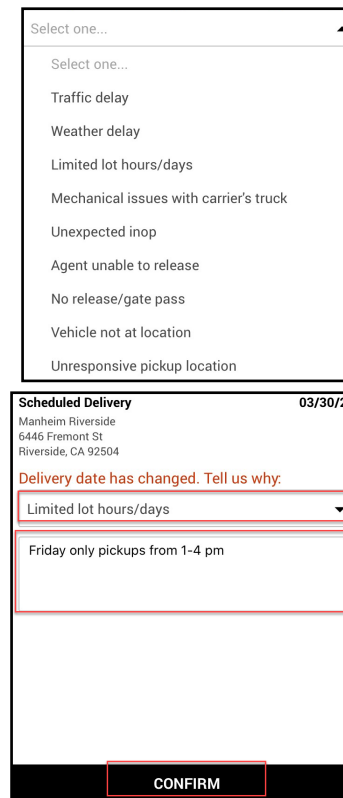 Select one...
Select one...
Traffic delay
Weather delay
Limited lot hours/days
Mechanical issues with carrier's truck
Unexpected inop
Agent unable to release
No release/gate pass
Vehicle not at location
Unresponsive pickup location
Scheduled Delivery 03/30/2
Manheim Riverside
6446 Fremont St
Riverside, CA 92504
Delivery date has changed. Tell us why:
Limited lot hours/days
Friday only pickups from 1-4 pm
CONFIRM